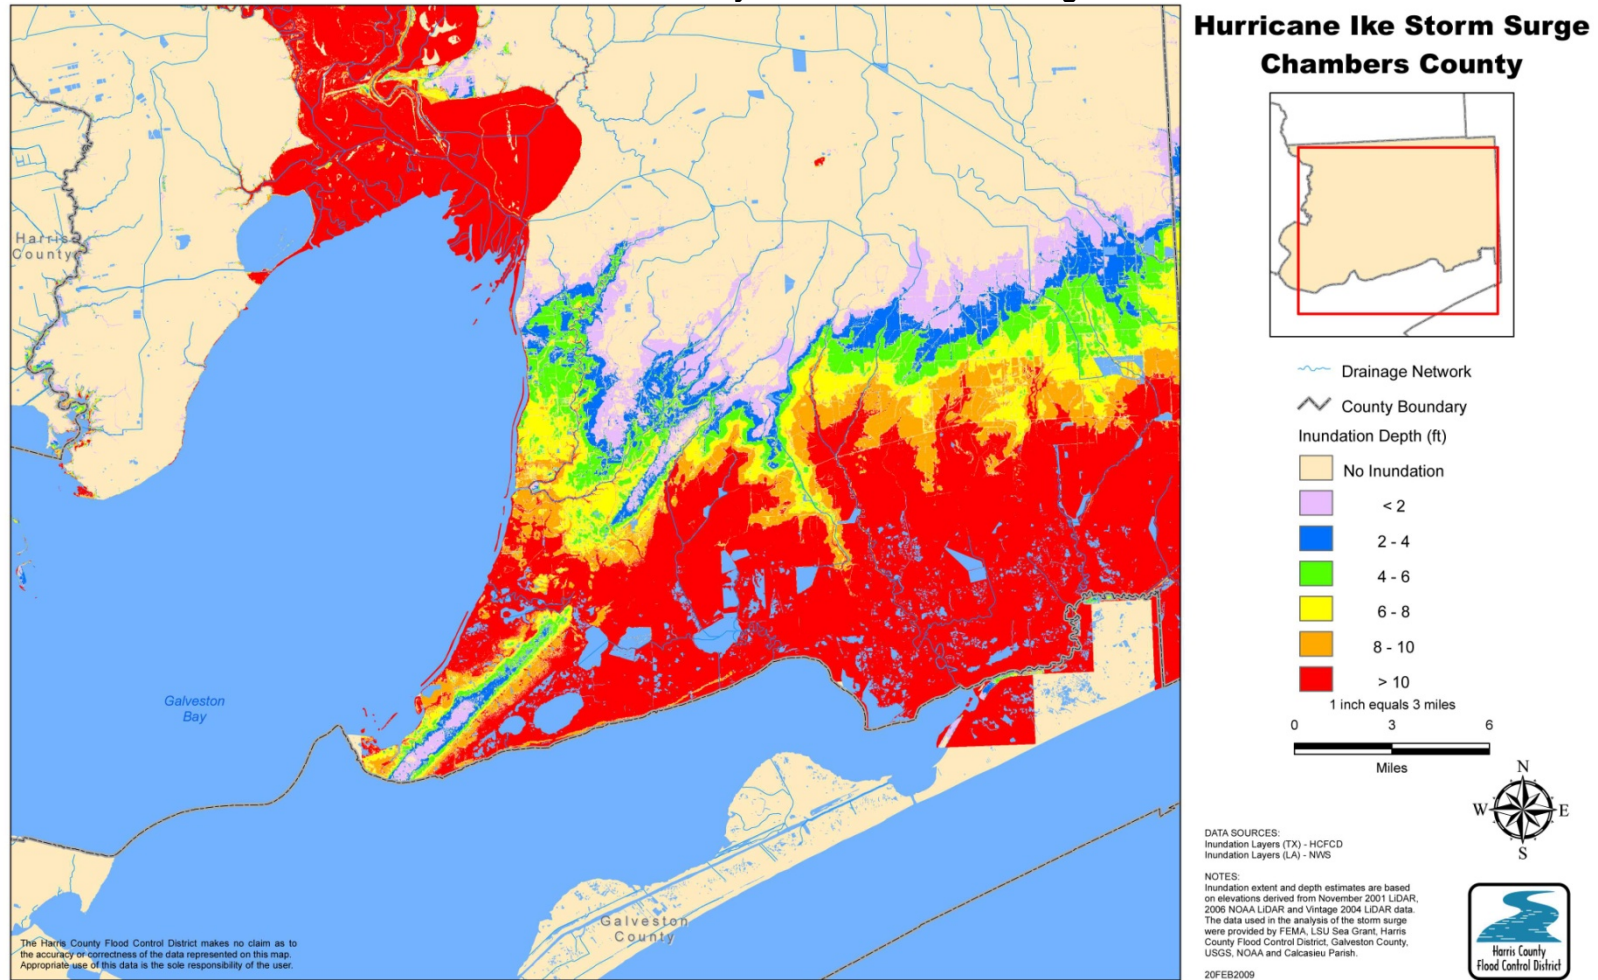 Hurricane Ike Storm Surge
Chambers County
Harris
County
Galveston
Bay
Galveston
County
The Harris County Flood Control District makes no claim as to
the accuracy or correctness of the data represented on this map.
Appropriate use of this data is the sole responsibility of the user.
Drainage Network
County Boundary
Inundation Depth (ft)
No Inundation
< 2
2 - 4
4 - 6
6 - 8
8 - 10
> 10
1 inch equals 3 miles
0 3 6
Miles
N
W E
S
DATA SOURCES:
Inundation Layers (TX) - HCFCD
Inundation Layers (LA) - NWS
NOTES:
Inundation extent and depth estimates are based
on elevations derived from November 2001 LiDAR,
2006 NOAA LiDAR and Vintage 2004 LiDAR data.
The data used in the analysis of the storm surge
were provided by FEMA, LSU Sea Grant, Harris
County Flood Control District, Galveston County,
USGS, NOAA and Calcasieu Parish.
20FEB2009
Harris County
Flood Control District